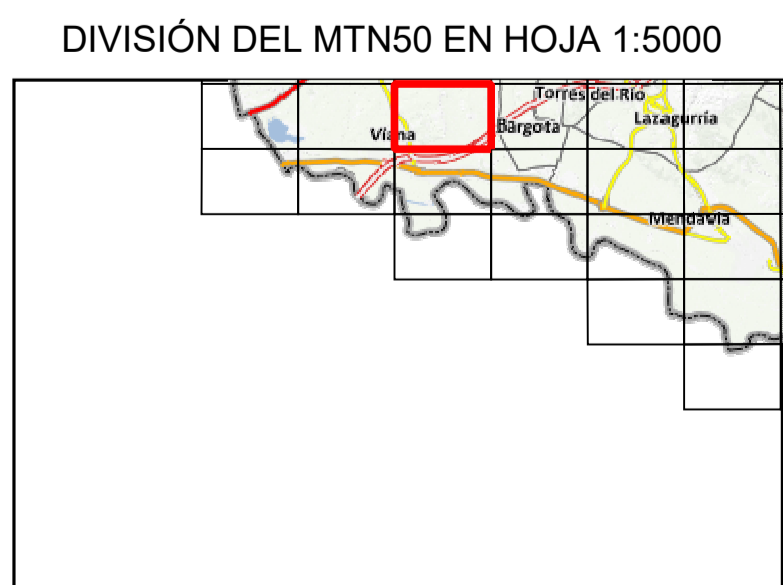 DIVISIÓN DEL MTN50 EN HOJA 1:5000
Torres del Río
Lazagurría
Bargota
Viana
Mendavia